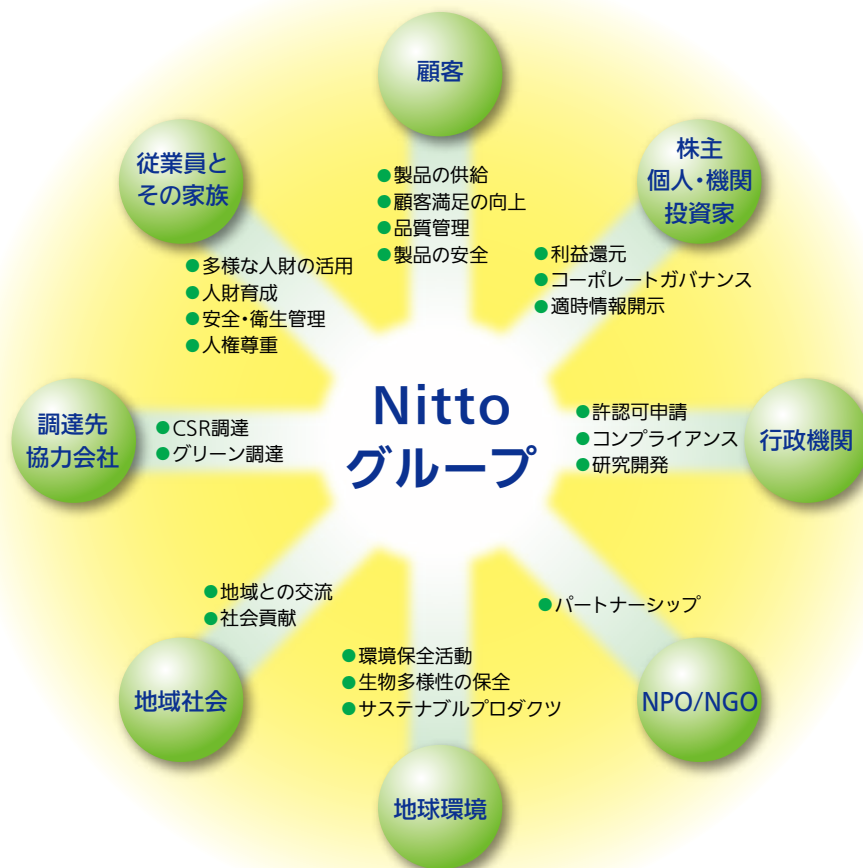 顧客
●製品の供給
●顧客満足の向上
●品質管理
●製品の安全
株主
個人・機関
投資家
●利益還元
●コーポレートガバナンス
●適時情報開示
従業員と
その家族
●多様な人財の活用
●人財育成
●安全・衛生管理
●人権尊重
Nitto
グループ
調達先
協力会社
●CSR調達
●グリーン調達
●許認可申請
●コンプライアンス
●研究開発
行政機関
●地域との交流
●社会貢献
地域社会
●環境保全活動
●生物多様性の保全
●サステナブルプロダクツ
地球環境
●パートナーシップ
NPO/NGO